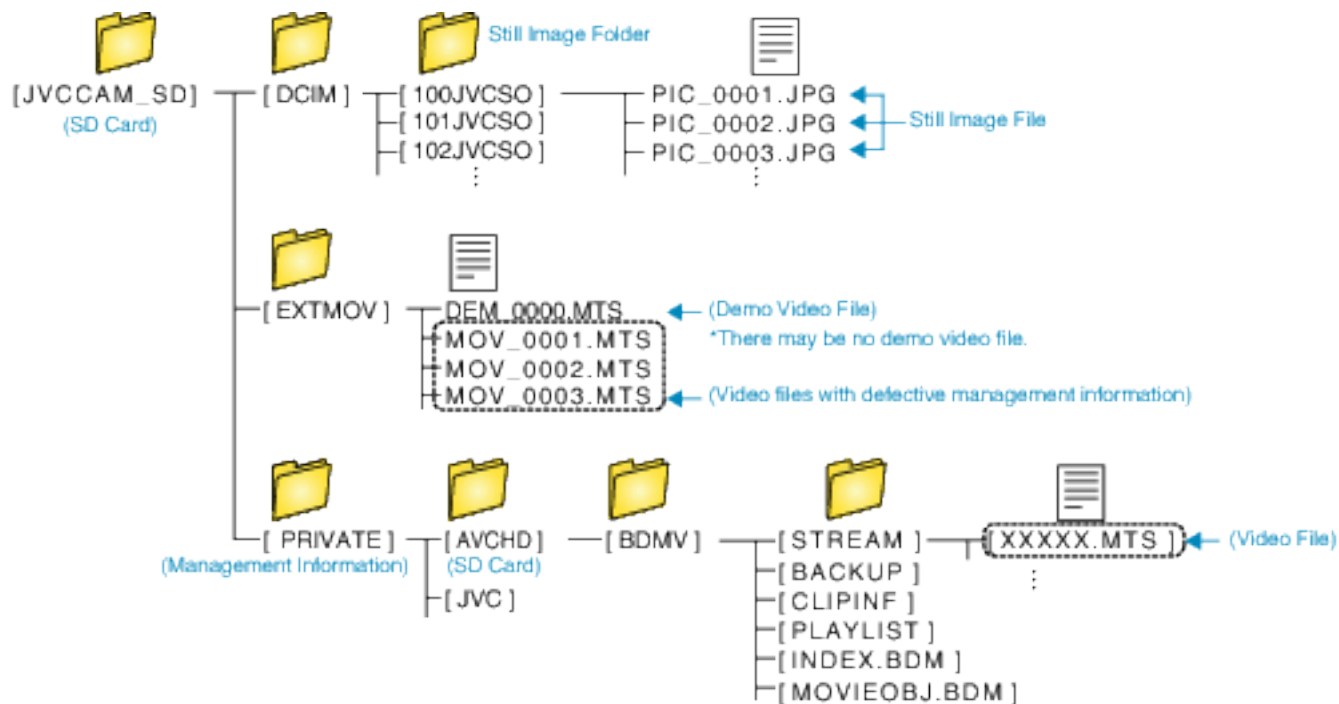 Still Image Folder
[JVCCAM_SD] [DCIM] [100JVCSO] PIC_0001.JPG
(SD Card) [101JVCSO] PIC_0002.JPG Still Image File
[102JVCSO] PIC_0003.JPG
[EXTMOV] DEM_0000.MTS (Demo Video File)
MOV_0001.MTS *There may be no demo video file.
MOV_0002.MTS
MOV_0003.MTS (Video files with defective management information)
[PRIVATE] [AVCHD] [BDMV] [STREAM] [XXXXX.MTS] (Video File)
(Management Information) (SD Card) [BACKUP]
[JVC] [CLIPINF]
[PLAYLIST]
[INDEX.BDM]
[MOVIEOBJ.BDM]